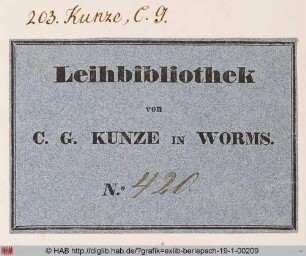 203. Kunze, C. G.
Leihbibliothek
von
C. G. KUNZE IN WORMS.
N.o 420
© HAB http://diglib.hab.de/?grafik=exlib-berlepsch-19-1-00209